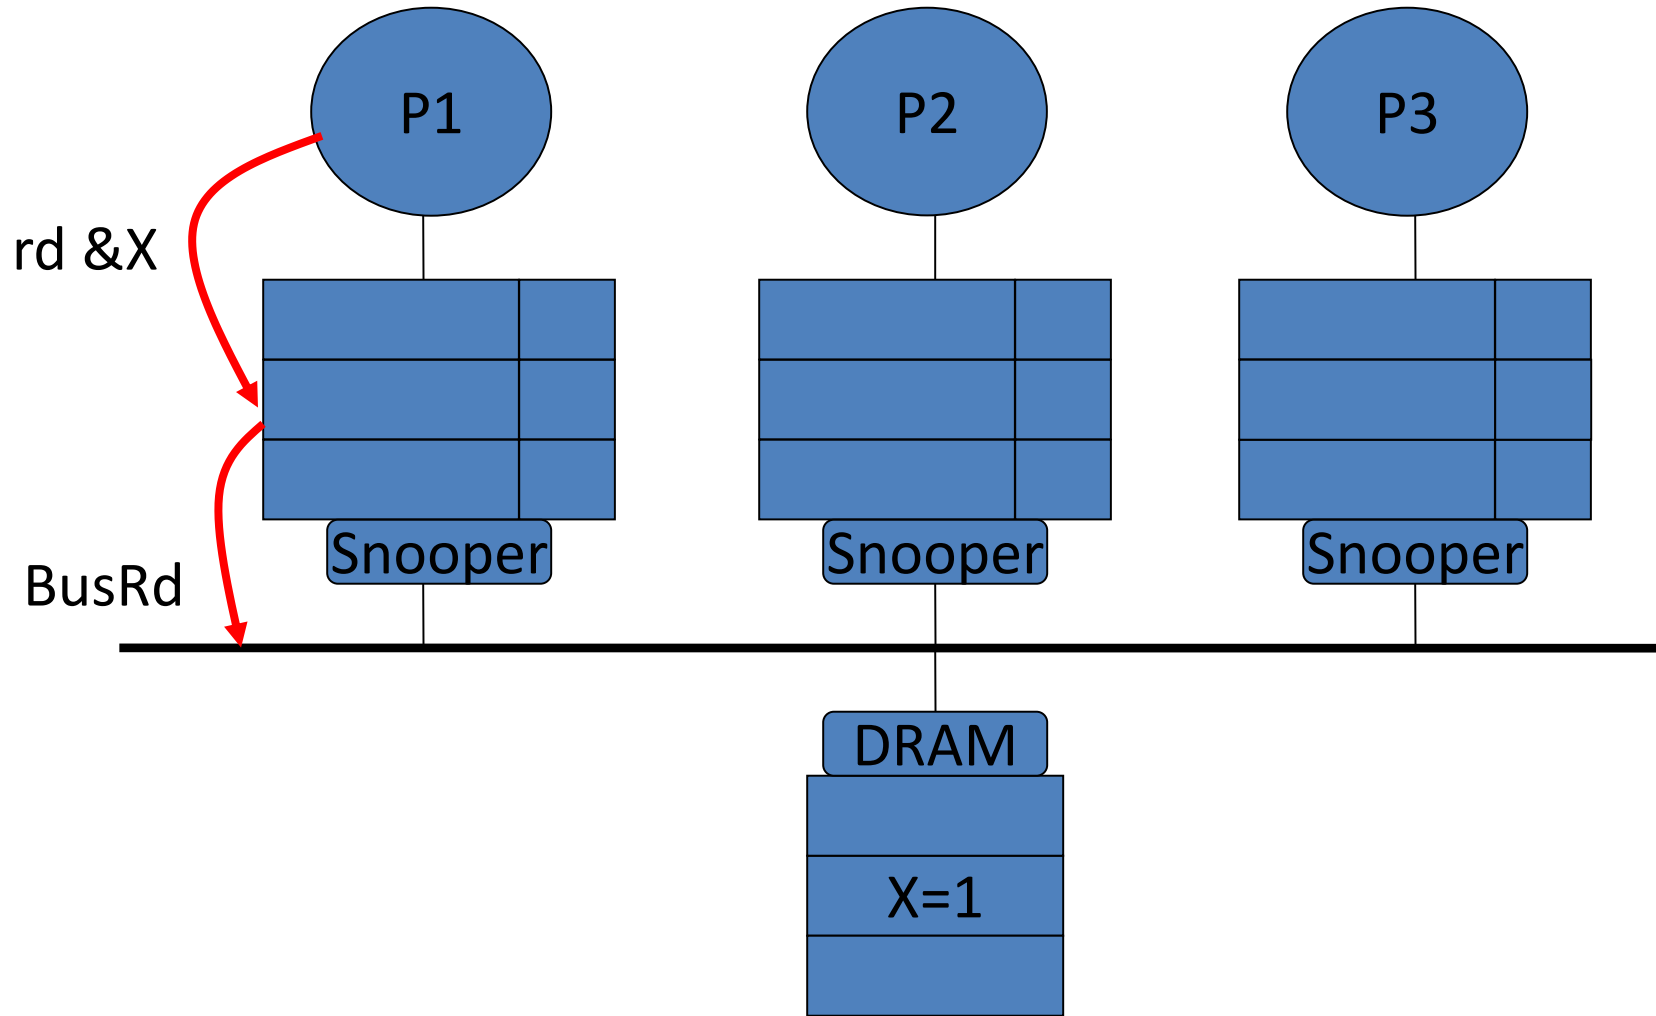 P1
P2
P3
rd &X
Snooper
Snooper
Snooper
BusRd
DRAM
X=1